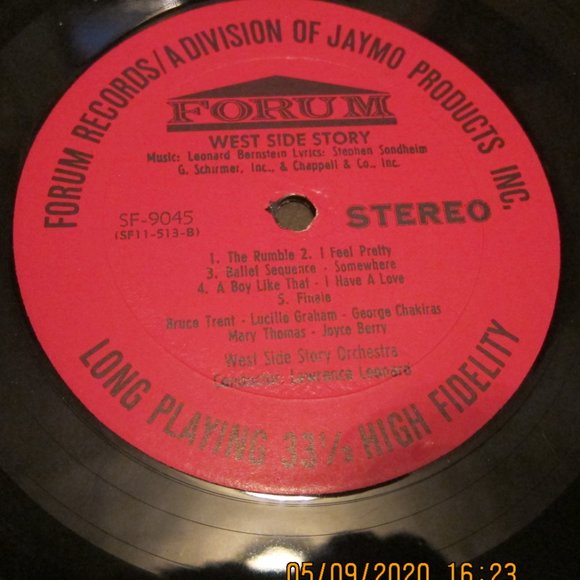 FORUM RECORDS/A DIVISION OF JAYMO PRODUCTS INC.
FORUM
WEST SIDE STORY
Music: Leonard Bernstein Lyrics: Stephen Sondheim
G. Schirmer, Inc., & Chappell & Co., Inc.
SF-9045
(SF11-513-B)
STEREO
1. The Rumble 2. I Feel Pretty
3. Ballet Sequence - Somewhere
4. A Boy Like That - I Have A Love
5. Finale
Bruce Trent - Lucille Graham - George Chakiras
Mary Thomas - Joyce Berry
West Side Story Orchestra
Conductor: Lawrence Leonard
LONG PLAYING 33⅓ HIGH FIDELITY
05/09/2020 16:23